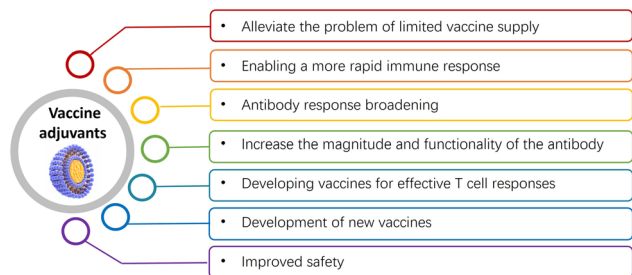 Vaccine
adjuvants
• Alleviate the problem of limited vaccine supply
• Enabling a more rapid immune response
• Antibody response broadening
• Increase the magnitude and functionality of the antibody
• Developing vaccines for effective T cell responses
• Development of new vaccines
• Improved safety